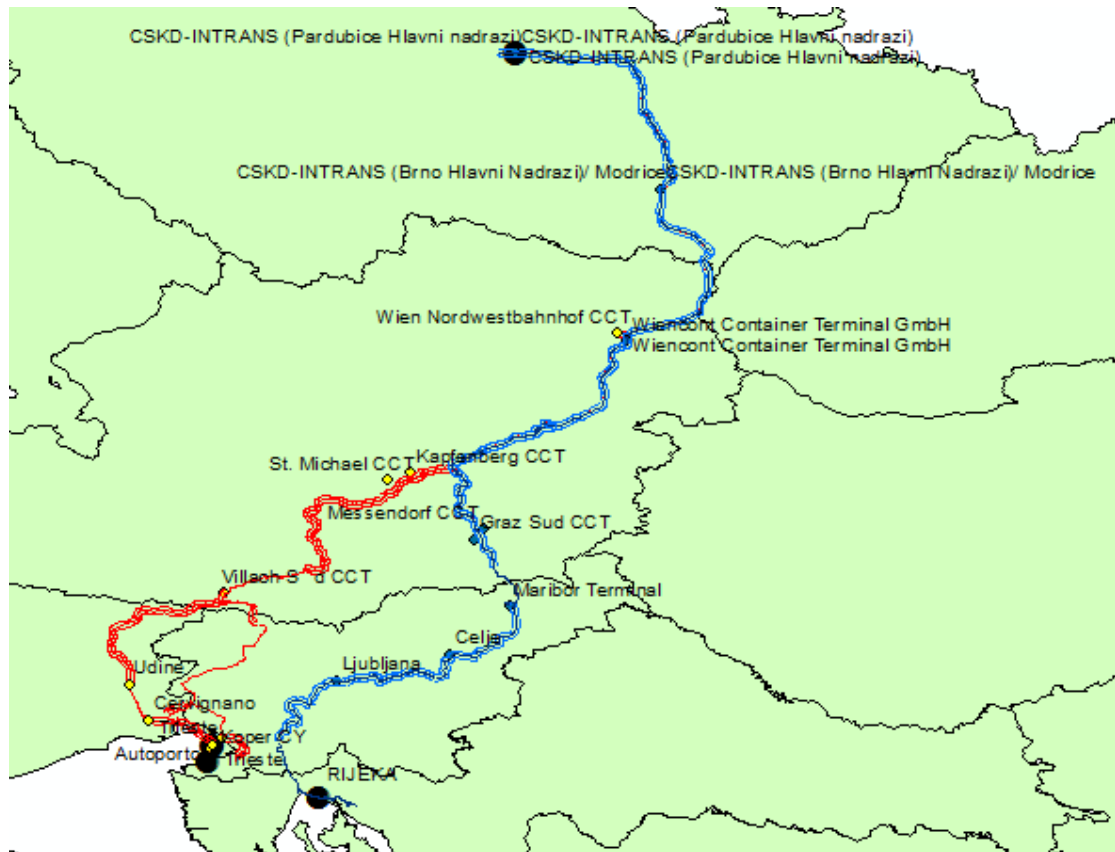 CSKD-INTRANS (Pardubice Hlavni nadrazi)
CSKD-INTRANS (Pardubice Hlavni nadrazi)
CSKD-INTRANS (Pardubice Hlavni nadrazi)
CSKD-INTRANS (Brno Hlavni Nadrazi)/ Modrice
CSKD-INTRANS (Brno Hlavni Nadrazi)/ Modrice
Wien Nordwestbahnhof CCT
Wiencont Container Terminal GmbH
Wiencont Container Terminal GmbH
Kapfenberg CCT
St. Michael CCT
Messendorf CCT
Graz Sud CCT
Villach S d CCT
Maribor Terminal
Celje
Ljubljana
Udine
Cervignano
Trieste
Koper CY
Autoporto
Trieste
RIJEKA